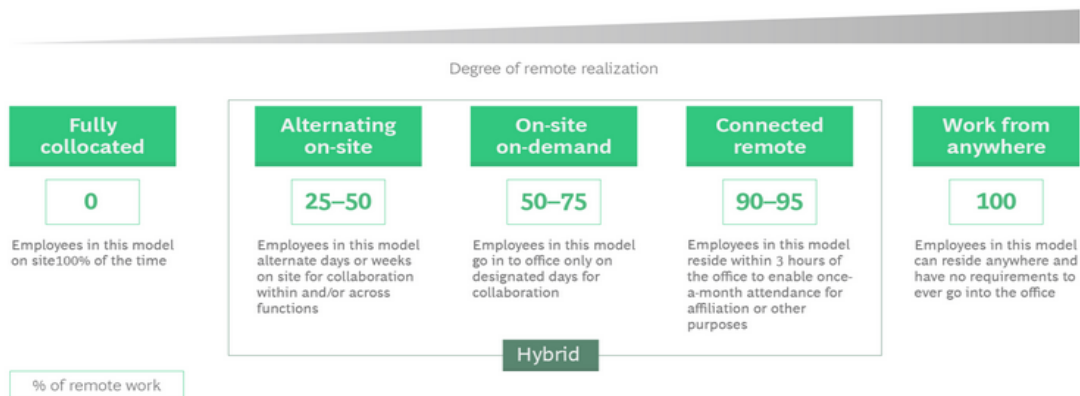 Degree of remote realization
Fully
collocated
0
Employees in this model
on site100% of the time
Alternating
on-site
25–50
Employees in this model
alternate days or weeks
on site for collaboration
within and/or across
functions
On-site
on-demand
50–75
Employees in this model
go in to office only on
designated days for
collaboration
Connected
remote
90–95
Employees in this model
reside within 3 hours of
the office to enable once-
a-month attendance for
affiliation or other
purposes
Work from
anywhere
100
Employees in this model
can reside anywhere and
have no requirements to
ever go into the office
Hybrid
% of remote work